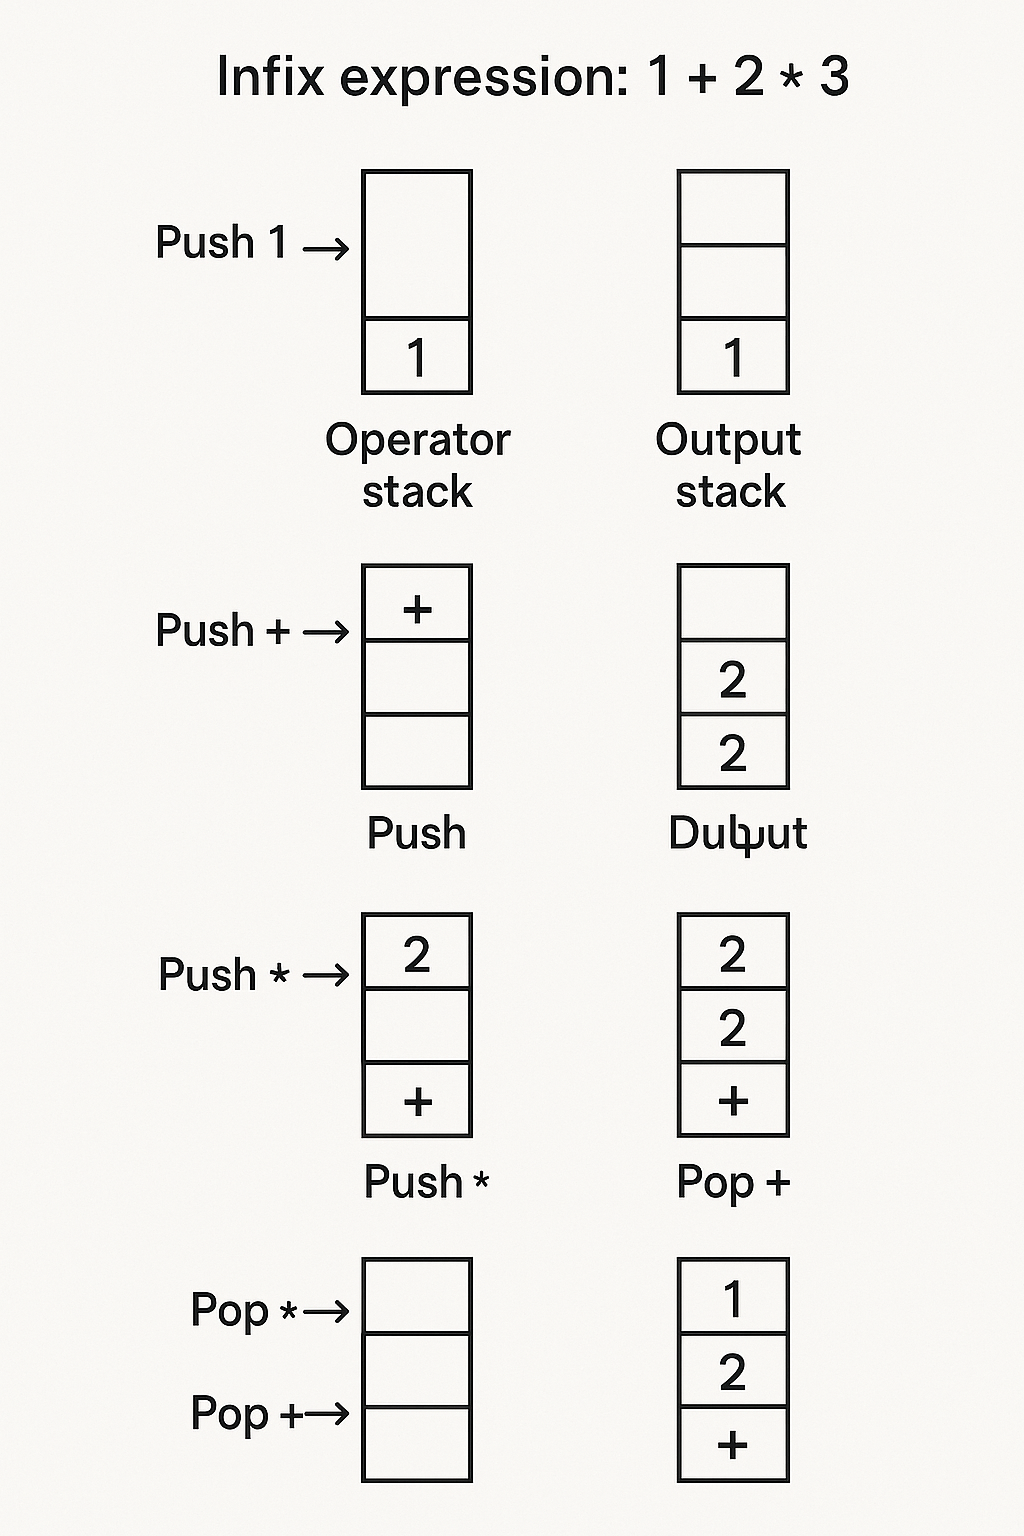 Infix expression: 1 + 2 * 3
Push 1 →
1
1
Operator
stack
Output
stack
Push + →
+
2
2
Push
Push * →
2
+
2
2
+
Push *
Pop +
Pop * →
Pop + →
1
2
+